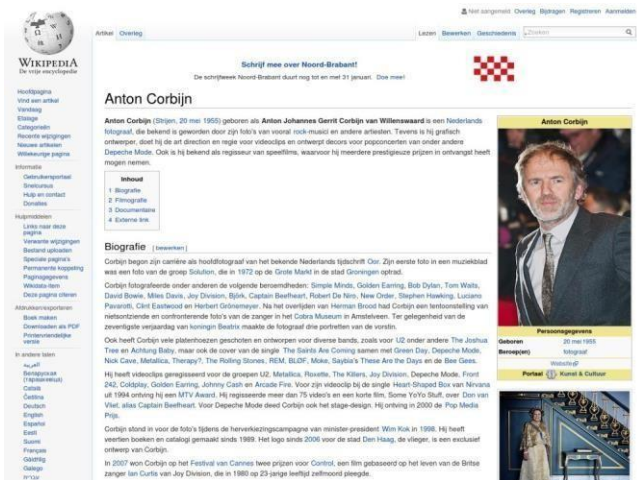 Niet aangemeld Overleg Bijdragen Registreren Aanmelden
Artikel Overleg
Lezen Bewerken Geschiedenis Zoeken
WIKIPEDIA
De vrije encyclopedie
Schrijf mee over Noord-Brabant!
De schrijfweek Noord-Brabant duurt nog tot en met 31 januari. Doe mee!
Hoofdpagina
Vind een artikel
Vandaag
Etalage
Categorieën
Recente wijzigingen
Nieuwe artikelen
Willekeurige pagina
Informatie
Gebruikersportaal
Snelcursus
Hulp en contact
Donaties
Hulpmiddelen
Links naar deze
pagina
Verwante wijzigingen
Bestand uploaden
Speciale pagina's
Permanente koppeling
Paginagegevens
Wikidata-item
Deze pagina citeren
Afdrukken/exporteren
Boek maken
Downloaden als PDF
Printervriendelijke
versie
In andere talen
العربية
Беларуская
(тарашкевіца)
Català
Čeština
Deutsch
English
Español
Eesti
Suomi
Français
Gàidhlig
Galego
עברית
Anton Corbijn
Anton Corbijn (Strijen, 20 mei 1955) geboren als Anton Johannes Gerrit Corbijn van Willenswaard is een Nederlands
fotograaf, die bekend is geworden door zijn foto's van vooral rock-musici en andere artiesten. Tevens is hij grafisch
ontwerper, doet hij de art direction en regie voor videoclips en ontwerpt decors voor popconcerten van onder andere
Depeche Mode. Ook is hij bekend als regisseur van speelfilms, waarvoor hij meerdere prestigieuze prijzen in ontvangst heeft
mogen nemen.
Inhoud
1 Biografie
2 Filmografie
3 Documentaire
4 Externe link
Biografie [bewerken]
Corbijn begon zijn carrière als hoofdfotograaf van het bekende Nederlands tijdschrift Oor. Zijn eerste foto in een muziekblad
was een foto van de groep Solution, die in 1972 op de Grote Markt in de stad Groningen optrad.
Corbijn fotografeerde onder anderen de volgende beroemdheden: Simple Minds, Golden Earring, Bob Dylan, Tom Waits,
David Bowie, Miles Davis, Joy Division, Björk, Captain Beefheart, Robert De Niro, New Order, Stephen Hawking, Luciano
Pavarotti, Clint Eastwood en Herbert Grönemeyer. Na het overlijden van Herman Brood had Corbijn een tentoonstelling van
nietsontziende en confronterende foto's van de zanger in het Cobra Museum in Amstelveen. Ter gelegenheid van de
zeventigste verjaardag van koningin Beatrix maakte de fotograaf drie portretten van de vorstin.
Ook heeft Corbijn vele platenhoezen geschoten en ontworpen voor diverse bands, zoals voor U2 onder andere The Joshua
Tree en Achtung Baby, maar ook de cover van de single The Saints Are Coming samen met Green Day, Depeche Mode,
Nick Cave, Metallica, Therapy?, The Rolling Stones, REM, BLØF, Moke, Saybia's These Are the Days en de Bee Gees.
Hij heeft videoclips geregisseerd voor de groepen U2, Metallica, Roxette, The Killers, Joy Division, Depeche Mode, Front
242, Coldplay, Golden Earring, Johnny Cash en Arcade Fire. Voor zijn videoclip bij de single Heart-Shaped Box van Nirvana
uit 1994 ontving hij een MTV Award. Hij regisseerde meer dan 75 video's en een korte film, Some YoYo Stuff, over Don van
Vliet, alias Captain Beefheart. Voor Depeche Mode deed Corbijn ook het stage-design. Hij ontving in 2000 de Pop Media
Prijs.
Corbijn stond in voor de foto's tijdens de herverkiezingscampagne van minister-president Wim Kok in 1998. Hij heeft
veertien boeken en catalogi gemaakt sinds 1989. Het logo sinds 2006 voor de stad Den Haag, de vlieger, is een exclusief
ontwerp van Corbijn.
In 2007 won Corbijn op het Festival van Cannes twee prijzen voor Control, een film gebaseerd op het leven van de Britse
zanger Ian Curtis van Joy Division, die in 1980 op 23-jarige leeftijd zelfmoord pleegde.
Anton Corbijn
Persoonsgegevens
Geboren 20 mei 1955
Beroep(en) fotograaf
Website
Portaal Kunst & Cultuur